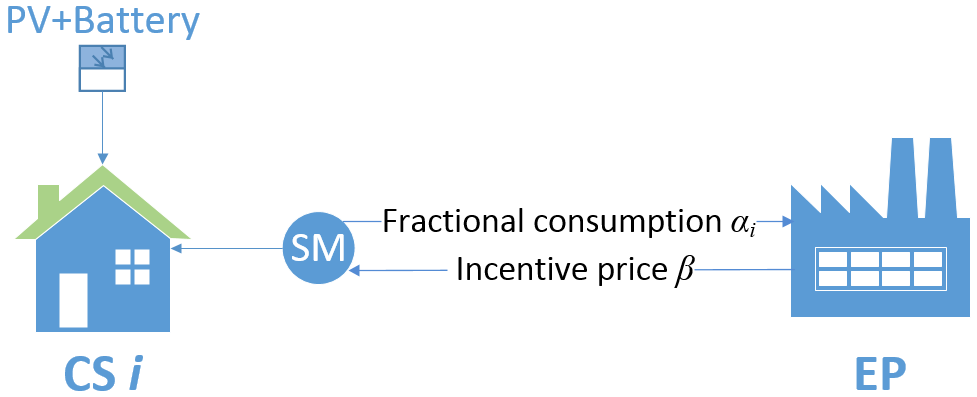 PV+Battery
SM
Fractional consumption αᵢ
Incentive price β
CS i
EP